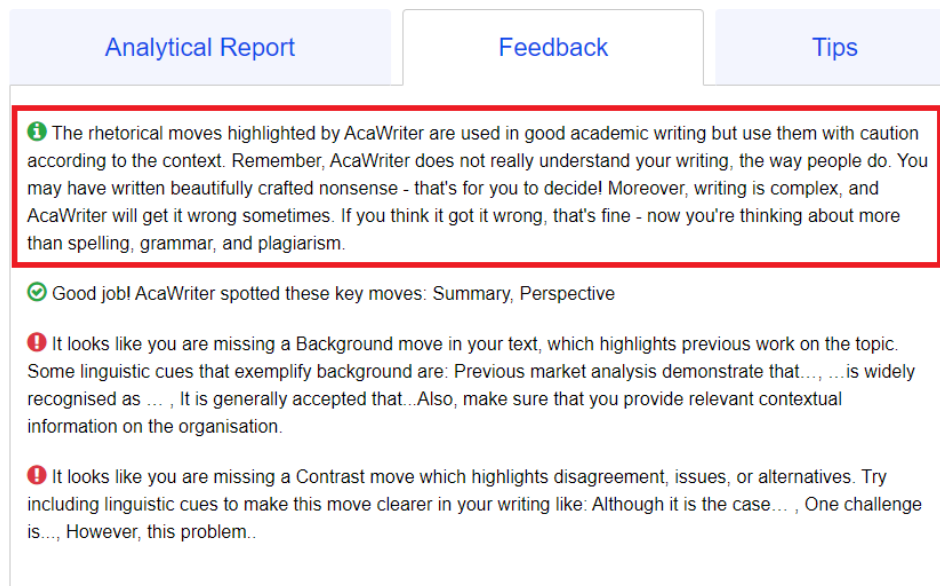 Analytical Report
Feedback
Tips
The rhetorical moves highlighted by AcaWriter are used in good academic writing but use them with caution
according to the context. Remember, AcaWriter does not really understand your writing, the way people do. You
may have written beautifully crafted nonsense - that's for you to decide! Moreover, writing is complex, and
AcaWriter will get it wrong sometimes. If you think it got it wrong, that's fine - now you're thinking about more
than spelling, grammar, and plagiarism.
Good job! AcaWriter spotted these key moves: Summary, Perspective
It looks like you are missing a Background move in your text, which highlights previous work on the topic.
Some linguistic cues that exemplify background are: Previous market analysis demonstrate that…, …is widely
recognised as … , It is generally accepted that...Also, make sure that you provide relevant contextual
information on the organisation.
It looks like you are missing a Contrast move which highlights disagreement, issues, or alternatives. Try
including linguistic cues to make this move clearer in your writing like: Although it is the case… , One challenge
is..., However, this problem..